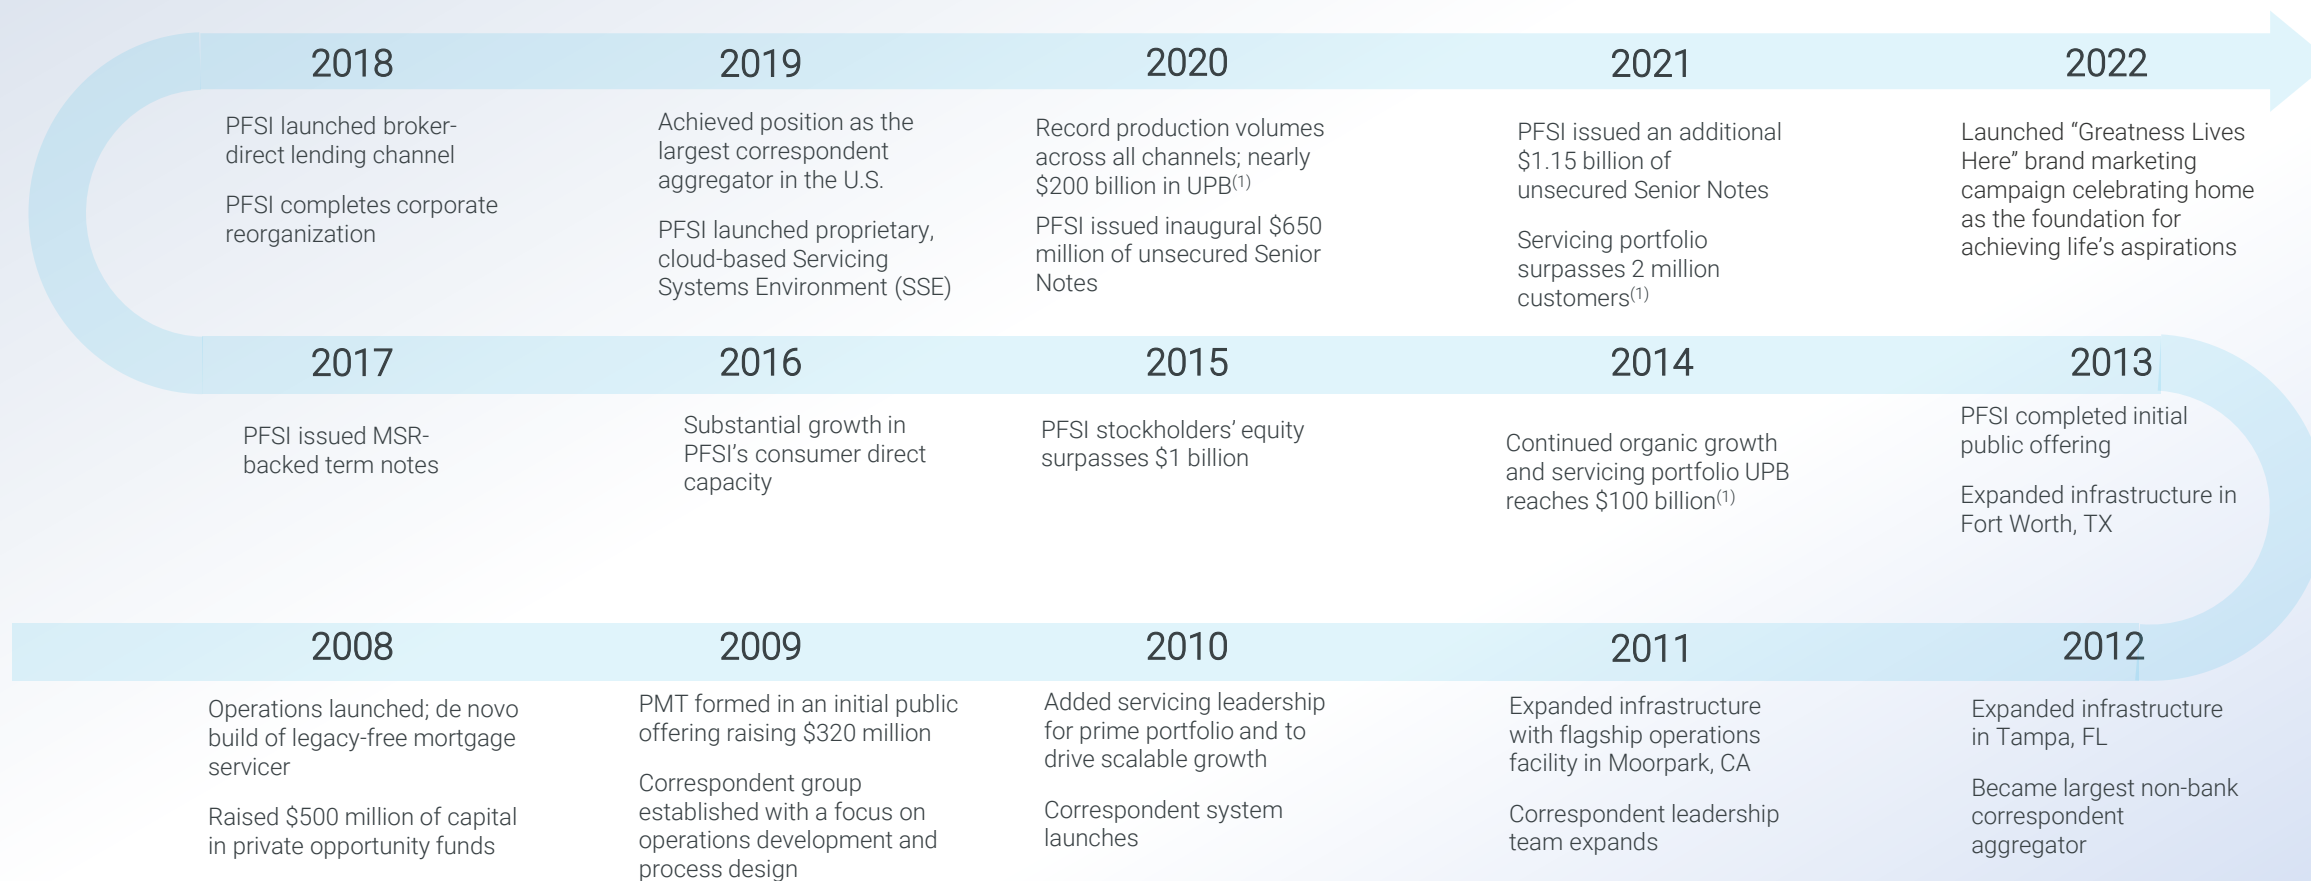 2018
PFSI launched broker-
direct lending channel
PFSI completes corporate
reorganization
2019
Achieved position as the
largest correspondent
aggregator in the U.S.
PFSI launched proprietary,
cloud-based Servicing
Systems Environment (SSE)
2020
Record production volumes
across all channels; nearly
$200 billion in UPB(1)
PFSI issued inaugural $650
million of unsecured Senior
Notes
2021
PFSI issued an additional
$1.15 billion of
unsecured Senior Notes
Servicing portfolio
surpasses 2 million
customers(1)
2022
Launched “Greatness Lives
Here” brand marketing
campaign celebrating home
as the foundation for
achieving life’s aspirations
2017
PFSI issued MSR-
backed term notes
2016
Substantial growth in
PFSI’s consumer direct
capacity
2015
PFSI stockholders’ equity
surpasses $1 billion
2014
Continued organic growth
and servicing portfolio UPB
reaches $100 billion(1)
2013
PFSI completed initial
public offering
Expanded infrastructure in
Fort Worth, TX
2008
Operations launched; de novo
build of legacy-free mortgage
servicer
Raised $500 million of capital
in private opportunity funds
2009
PMT formed in an initial public
offering raising $320 million
Correspondent group
established with a focus on
operations development and
process design
2010
Added servicing leadership
for prime portfolio and to
drive scalable growth
Correspondent system
launches
2011
Expanded infrastructure
with flagship operations
facility in Moorpark, CA
Correspondent leadership
team expands
2012
Expanded infrastructure
in Tampa, FL
Became largest non-bank
correspondent
aggregator